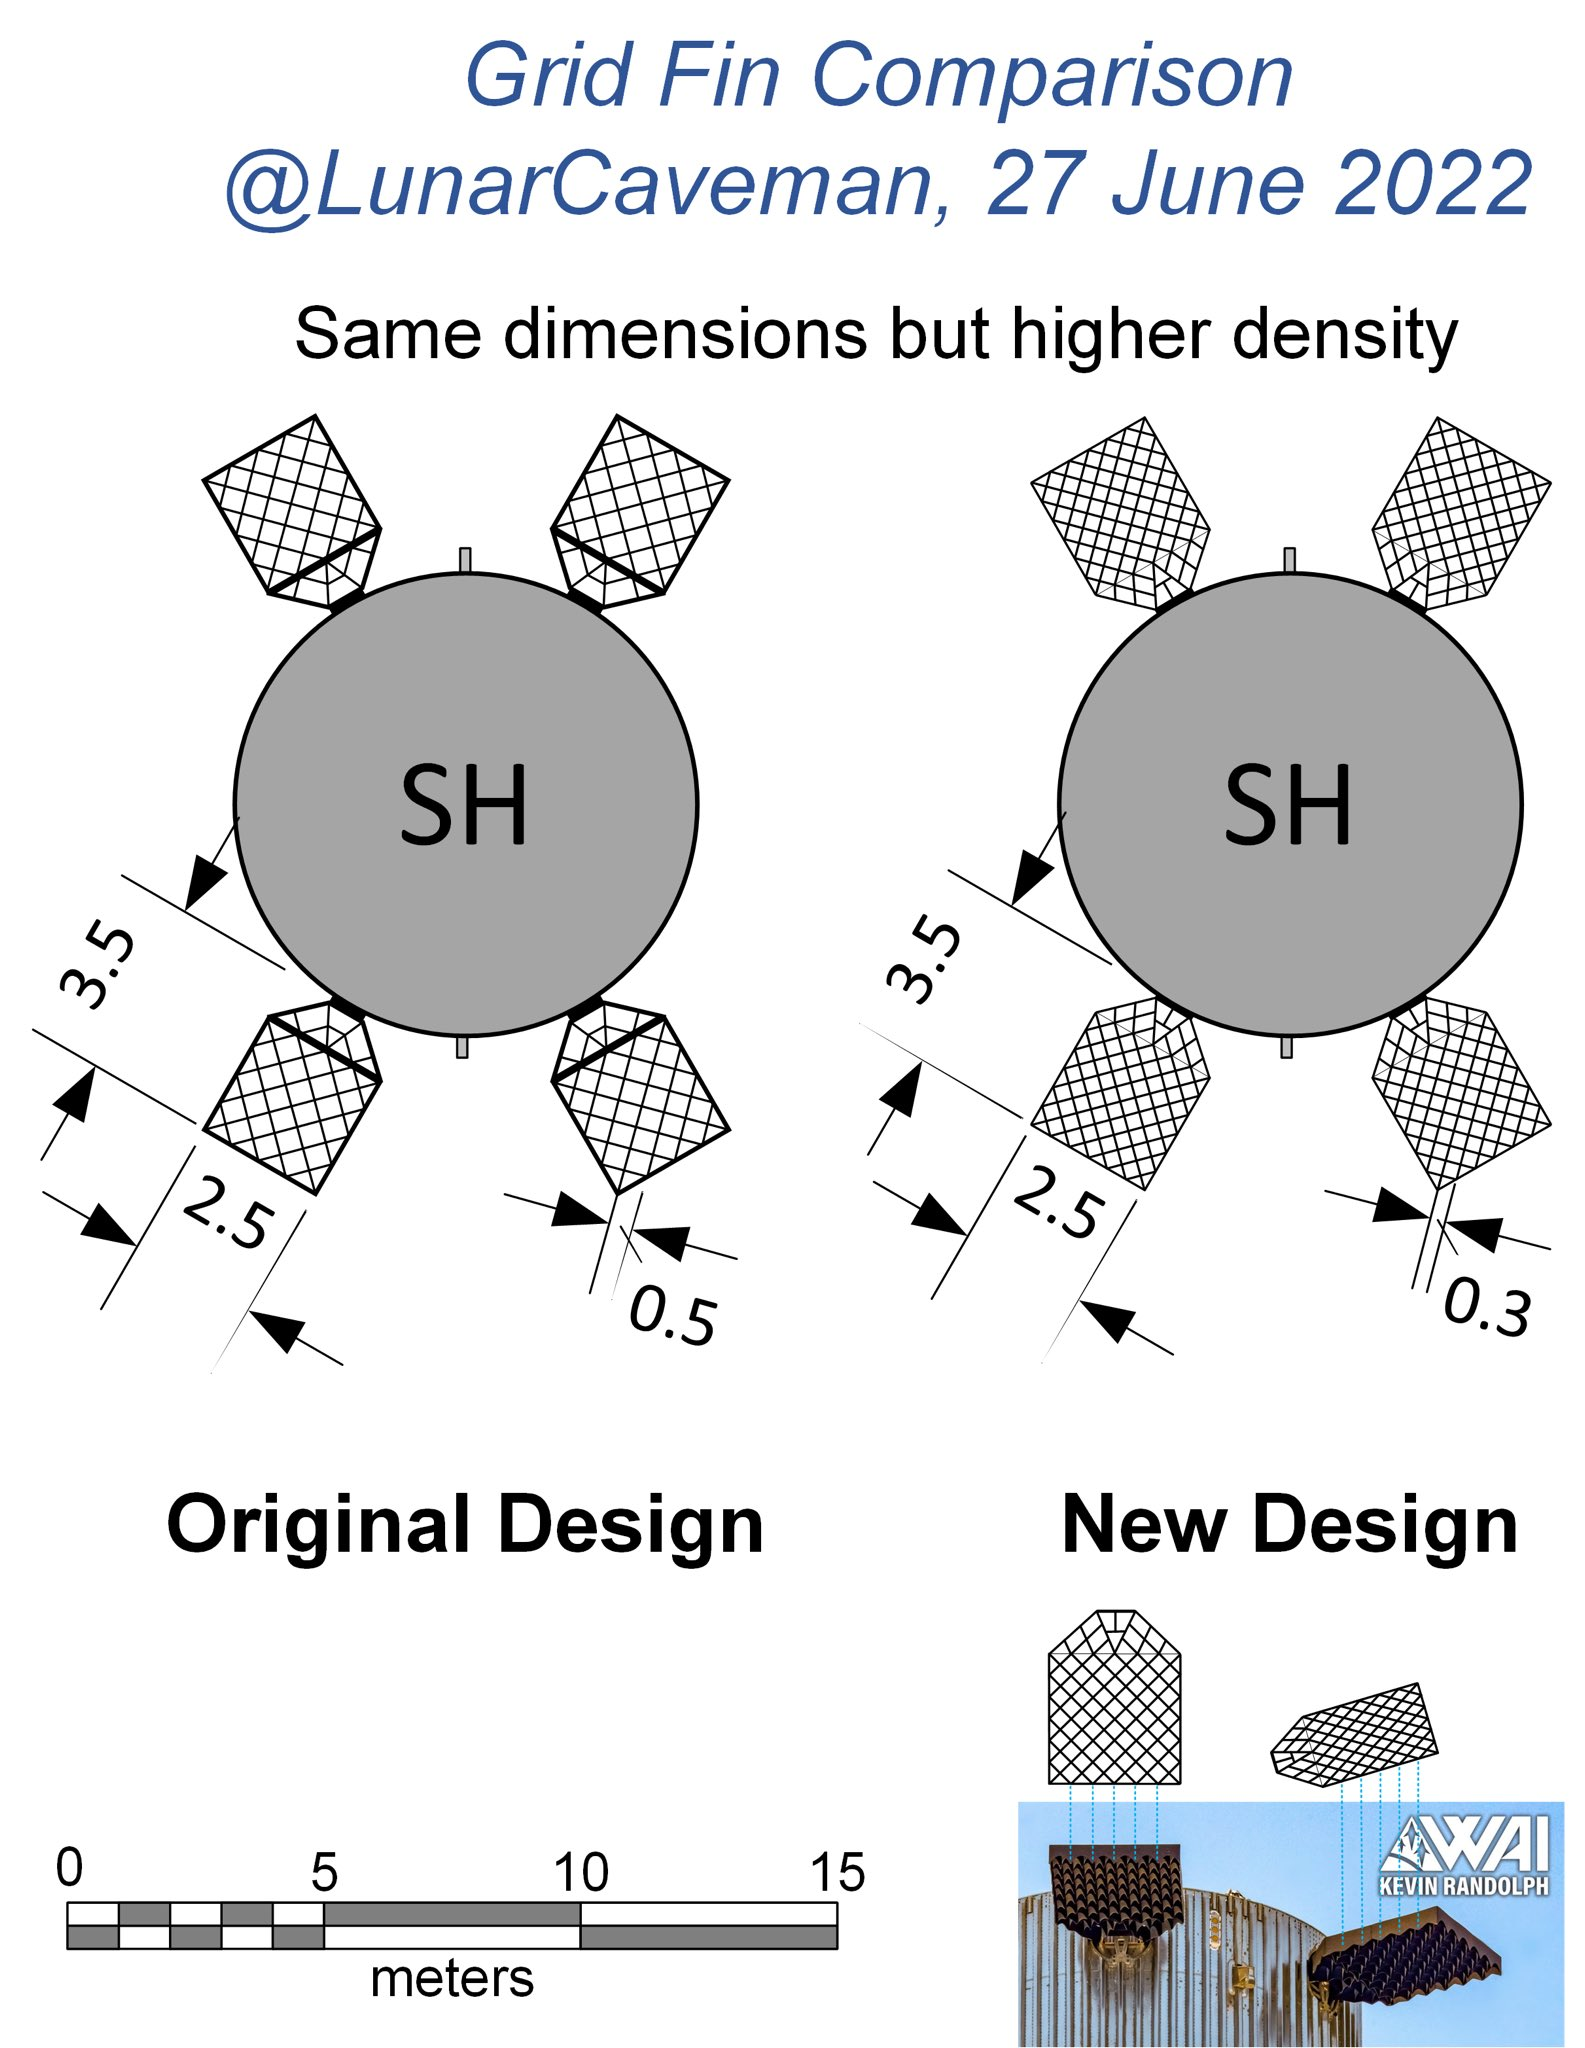 Grid Fin Comparison
@LunarCaveman, 27 June 2022
Same dimensions but higher density
SH
3.5
2.5
0.5
SH
3.5
2.5
0.3
Original Design
New Design
0 5 10 15
meters
AWAI
KEVIN RANDOLPH